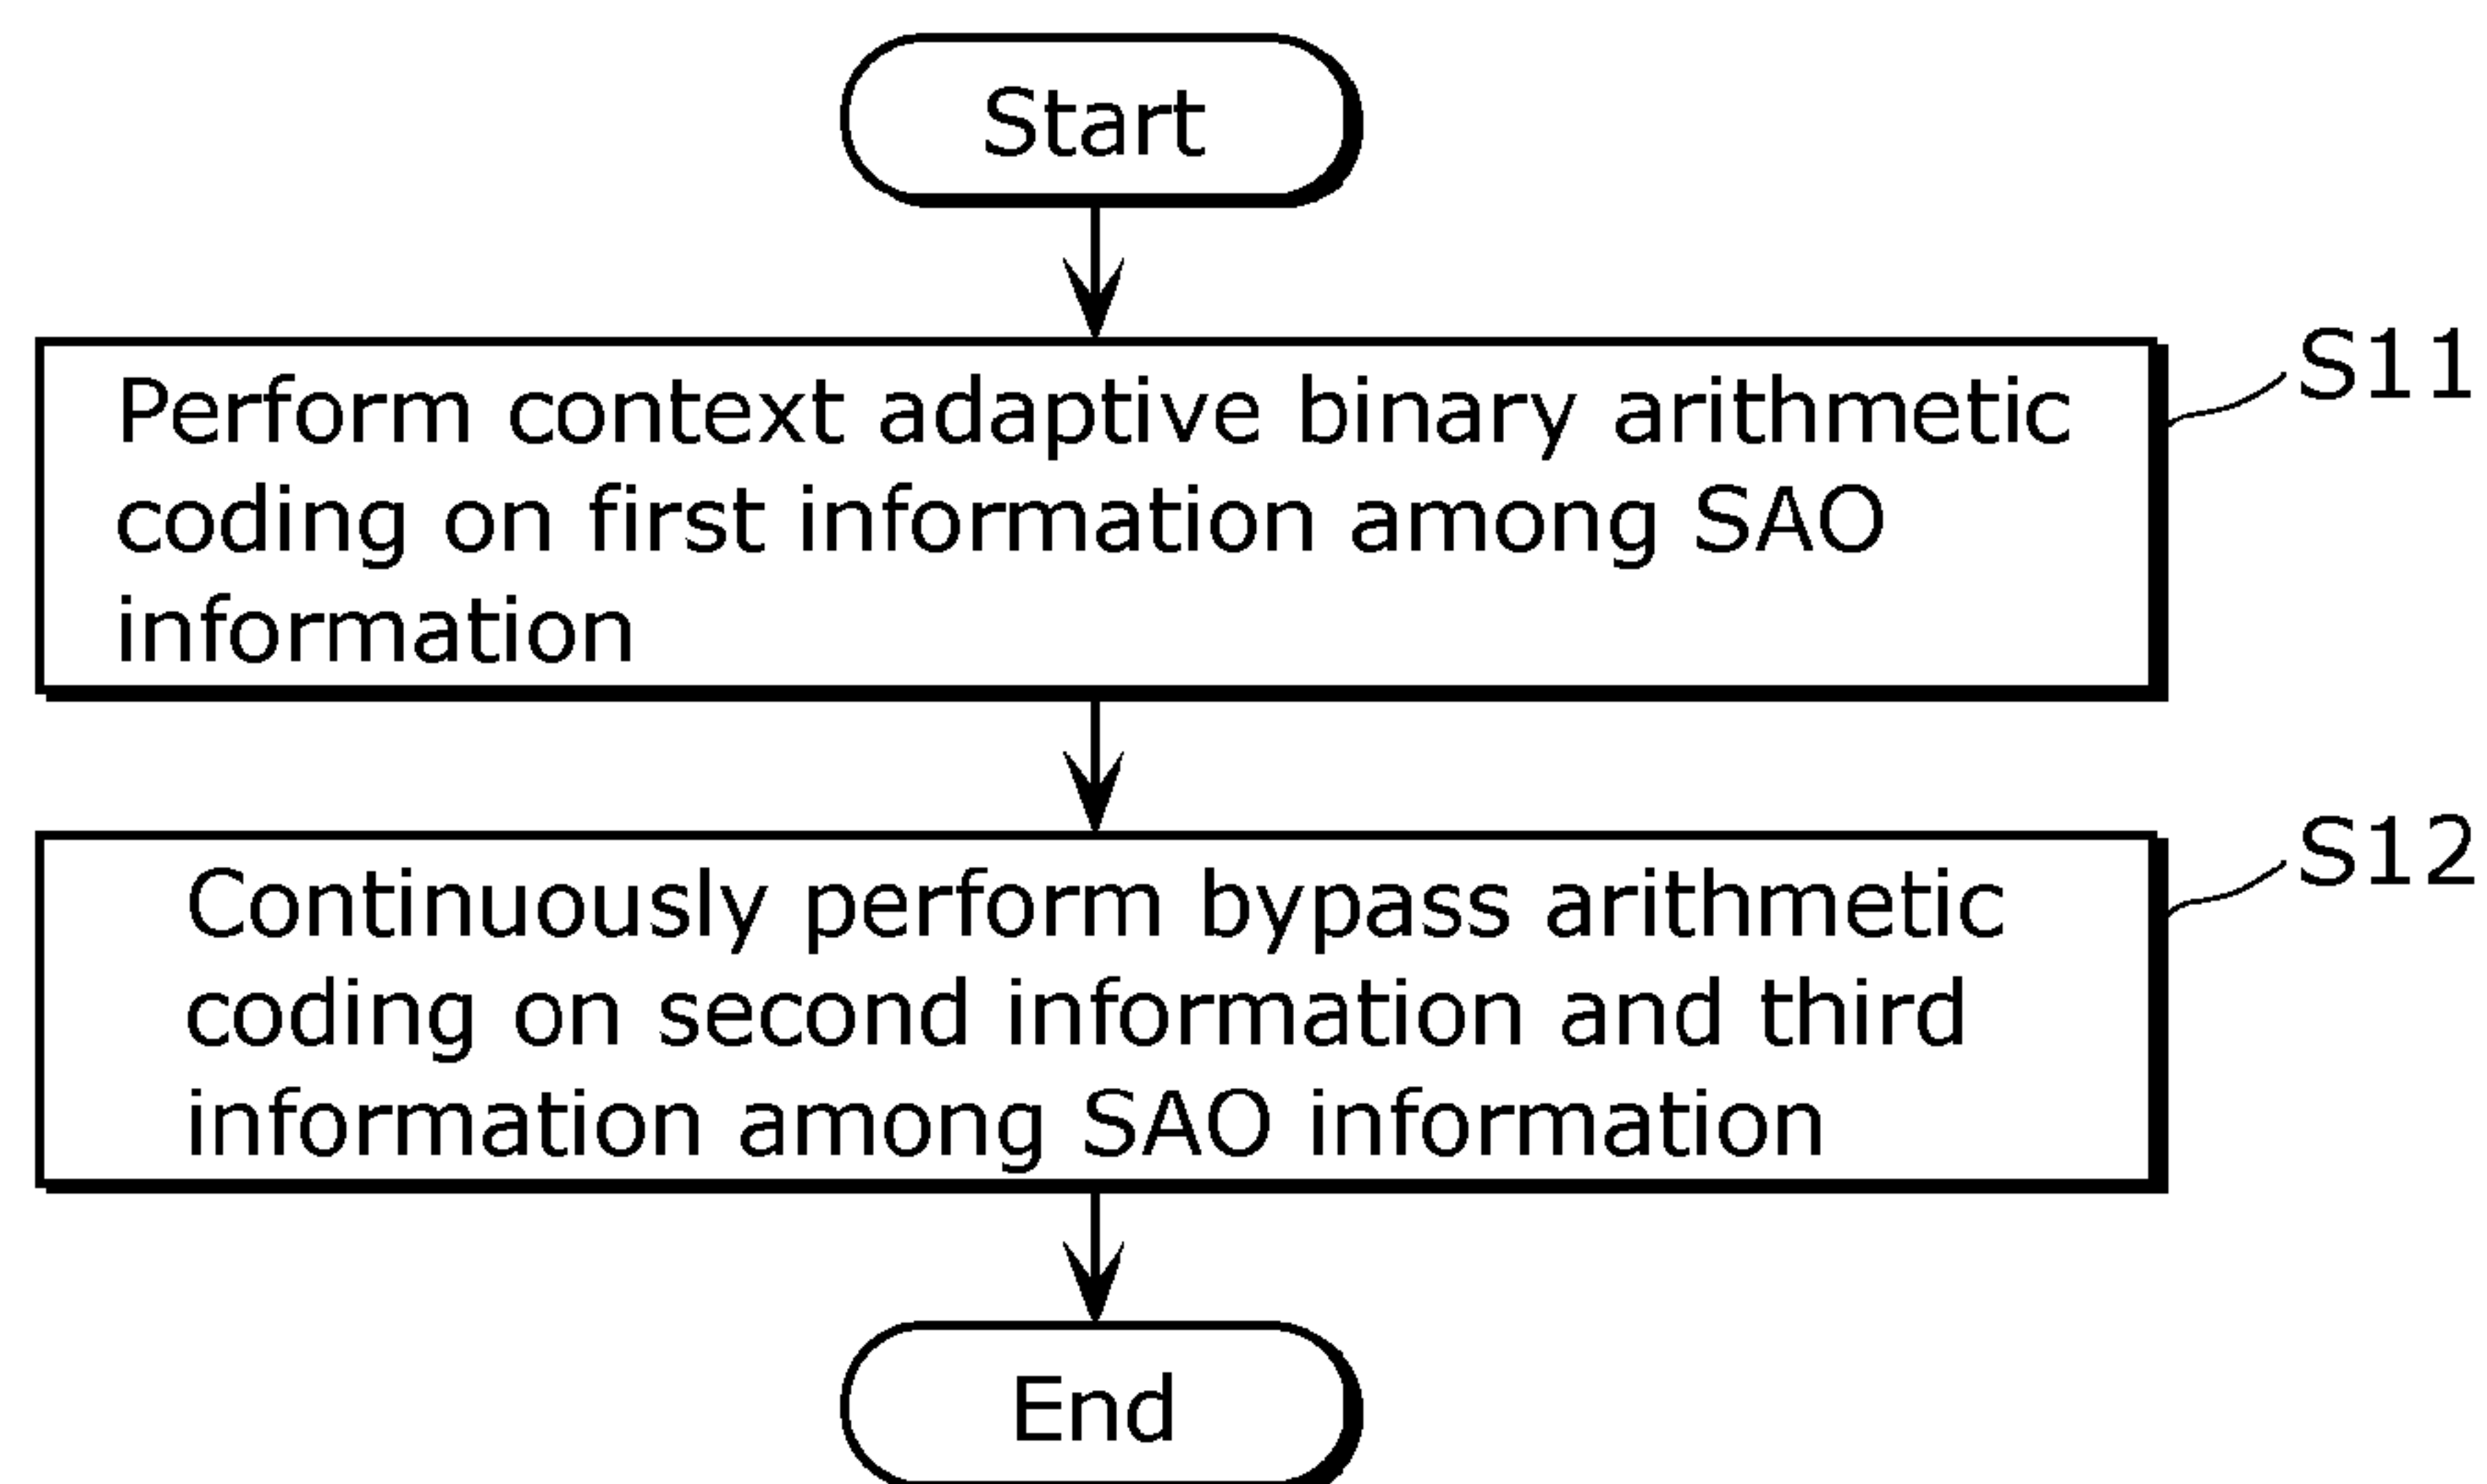 Start
Perform context adaptive binary arithmetic
coding on first information among SAO
information
S11
Continuously perform bypass arithmetic
coding on second information and third
information among SAO information
S12
End